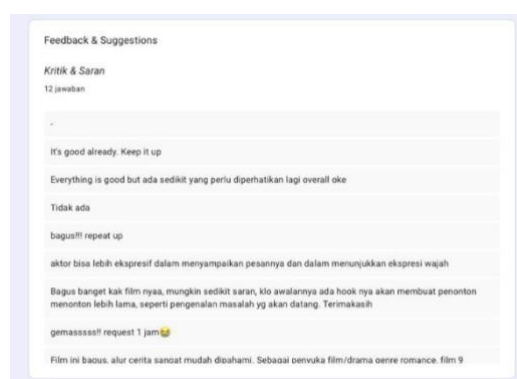 Feedback & Suggestions
Kritik & Saran
12 jawaban
-
It's good already. Keep it up
Everything is good but ada sedikit yang perlu diperhatikan lagi overall oke
Tidak ada
bagus!!! repeat up
aktor bisa lebih ekspresif dalam menyampaikan pesannya dan dalam menunjukkan ekspresi wajah
Bagus banget kak film nyaa, mungkin sedikit saran, klo awalannya ada hook nya akan membuat penonton
menonton lebih lama, seperti pengenalan masalah yg akan datang. Terimakasih
gemasssss!! request 1 jam😭
Film ini bagus, alur cerita sangat mudah dipahami. Sebagai penyuka film/drama genre romance, film 9